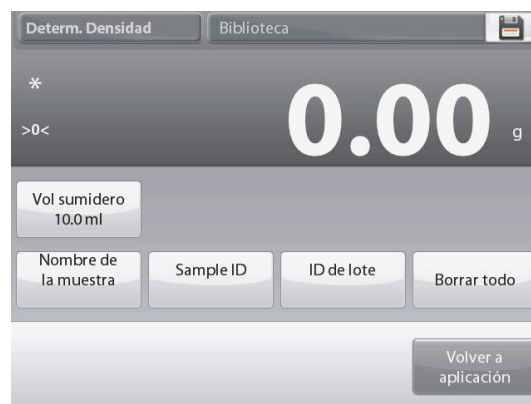 Determ. Densidad
Biblioteca
*
>0<
0.00 g
Vol sumidero
10.0 ml
Nombre de
la muestra
Sample ID
ID de lote
Borrar todo
Volver a
aplicación